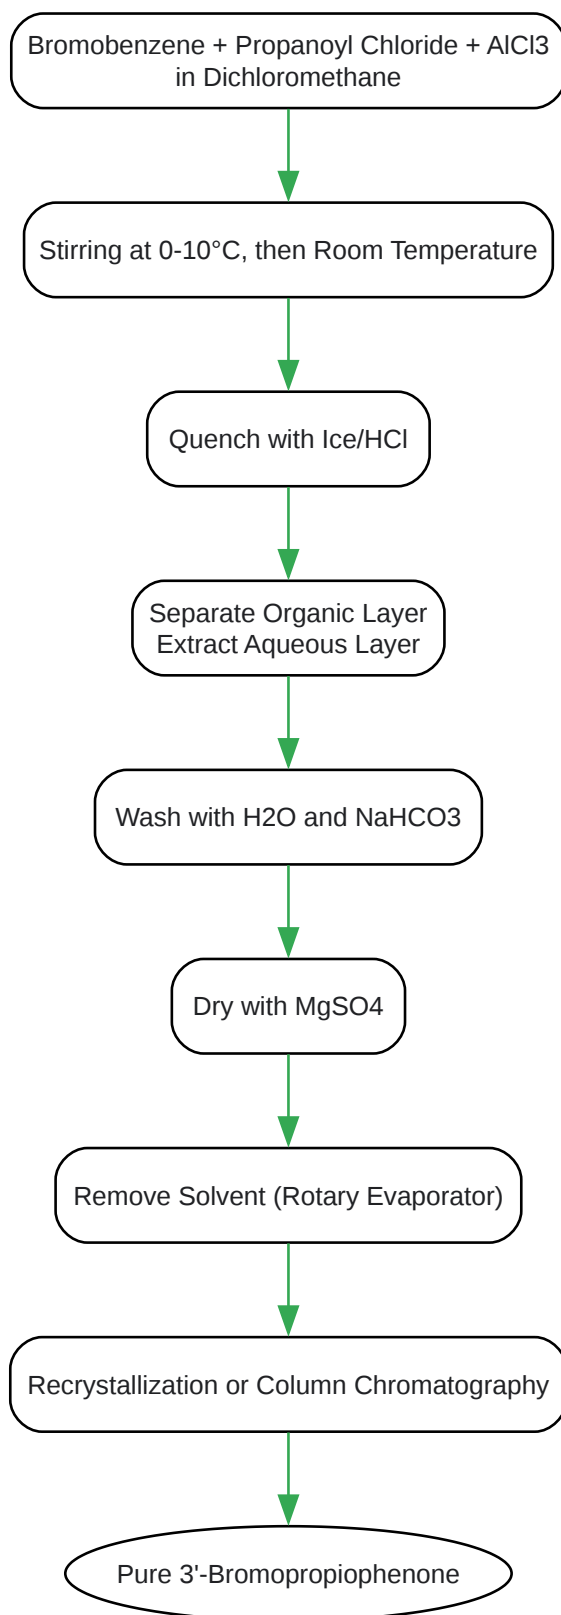 Bromobenzene + Propanoyl Chloride + AlCl3
in Dichloromethane
Stirring at 0-10°C, then Room Temperature
Quench with Ice/HCl
Separate Organic Layer
Extract Aqueous Layer
Wash with H2O and NaHCO3
Dry with MgSO4
Remove Solvent (Rotary Evaporator)
Recrystallization or Column Chromatography
Pure 3'-Bromopropiophenone